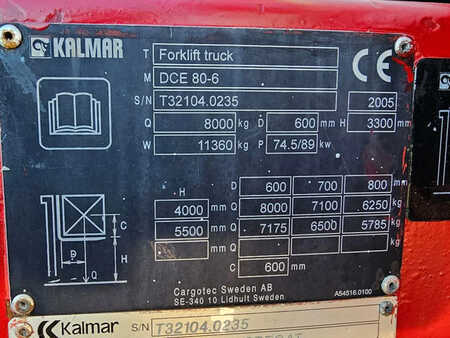 KALMAR
T Forklift truck
M DCE 80-6
CE
S/N T32104.0235 2005
Q 8000 kg D 600 mm H 3300 mm
W 11360 kg P 74.5/89 kw
D 600 700 800 mm
H
4000 mm Q 8000 7100 6250 kg
5500 mm Q 7175 6500 5785 kg
mm Q kg
C 600 mm
C
D
Q
H
Cargotec Sweden AB
SE-340 10 Lidhult Sweden
A54516.0100
Kalmar S/N T32104.0235